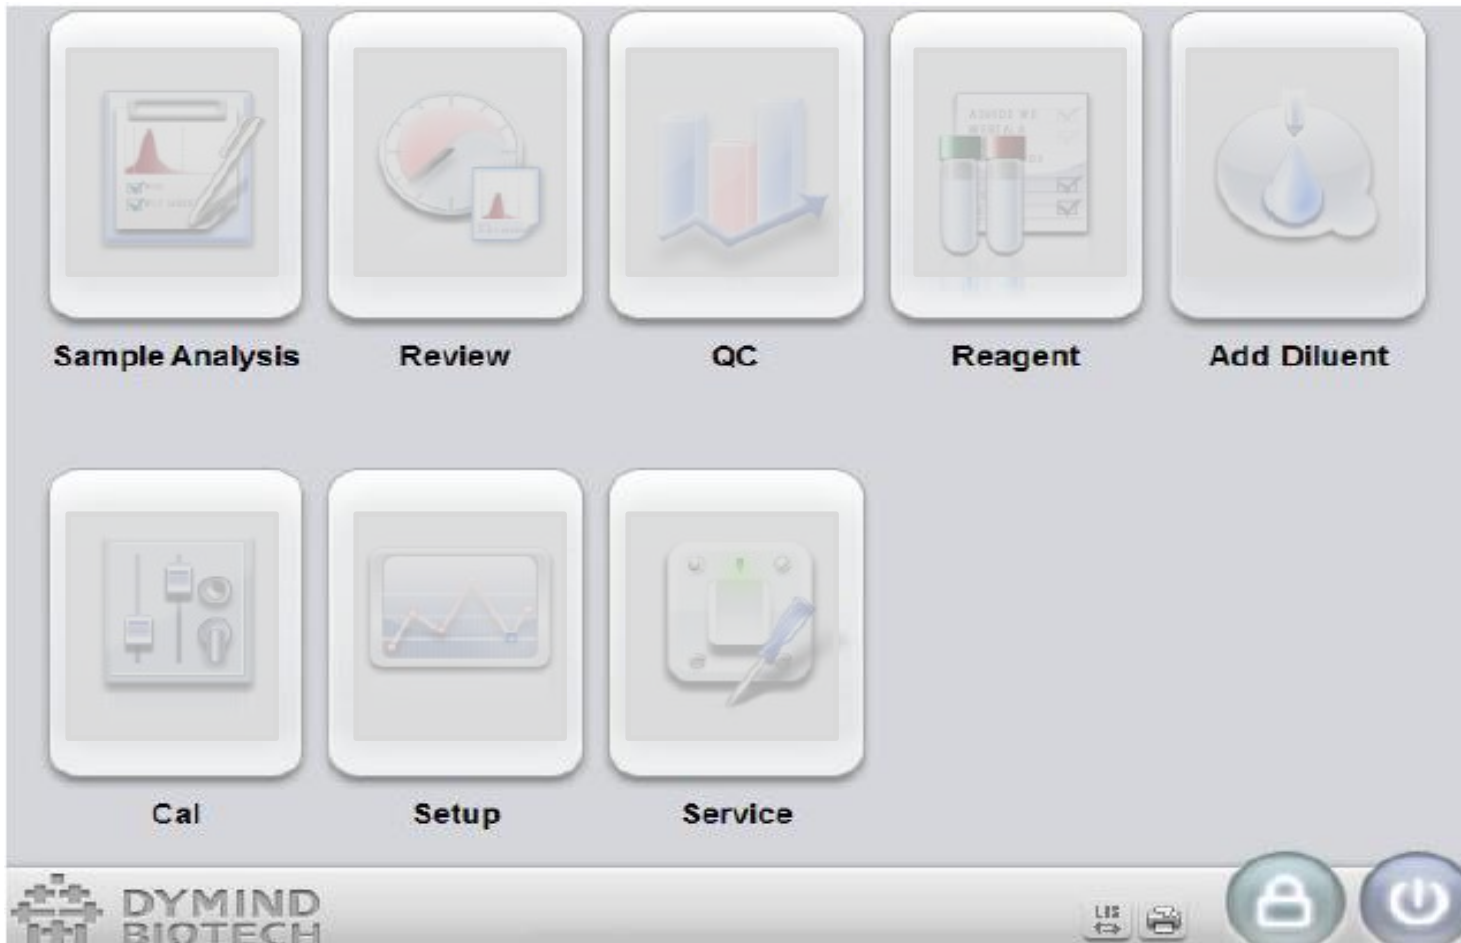 Sample Analysis
Review
QC
Reagent
Add Diluent
Cal
Setup
Service
DYMIND
BIOTECH
LIS